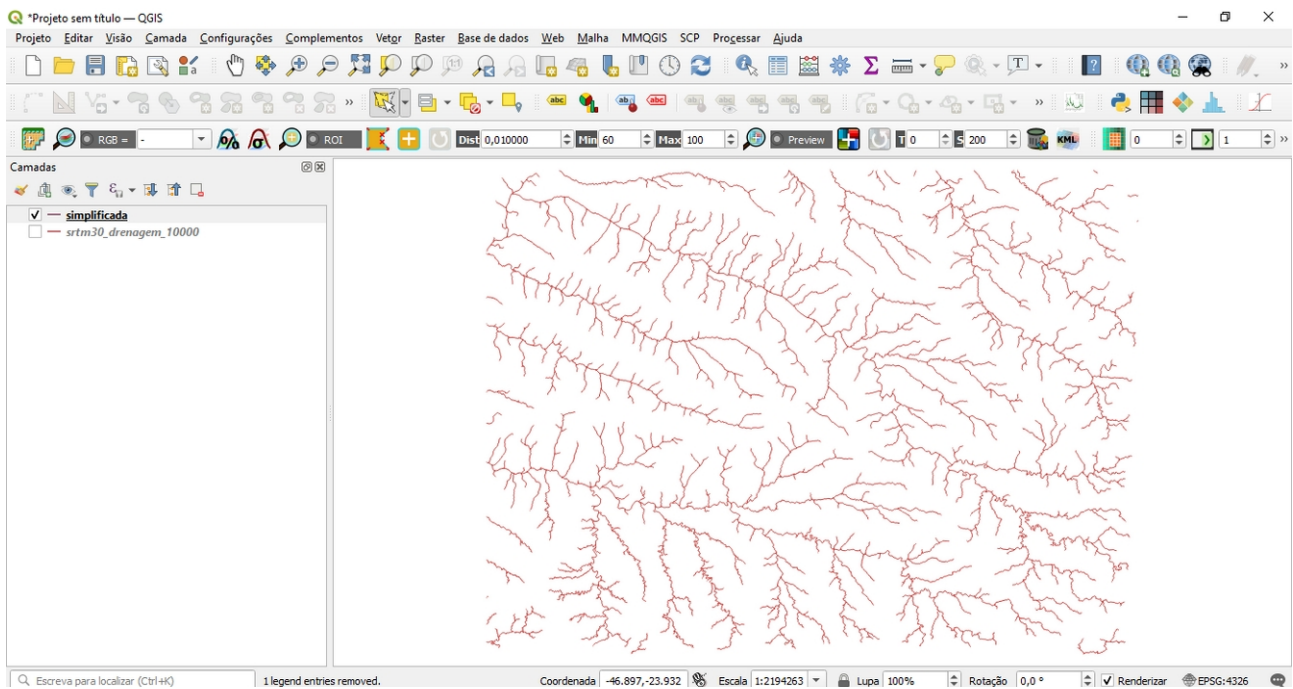 *Projeto sem título — QGIS
Projeto Editar Visão Camada Configurações Complementos Vetor Raster Base de dados Web Malha MMQGIS SCP Processar Ajuda
abc ab abc
RGB = - ROI Dist 0,010000 Min 60 Max 100 Preview T 0 S 200 KML 0 1
Camadas
simplificada
srtm30_drenagem_10000
Escreva para localizar (Ctrl+K) 1 legend entries removed. Coordenada -46.897,-23.932 Escala 1:2194263 Lupa 100% Rotação 0,0 ° Renderizar EPSG:4326